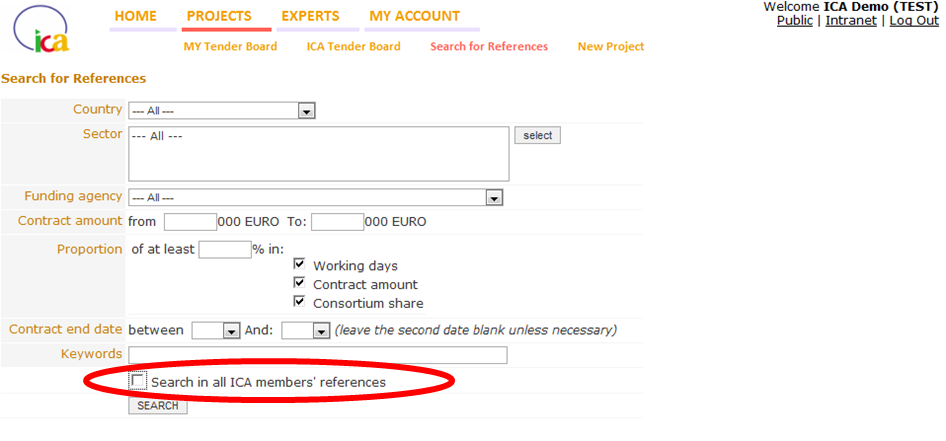 Welcome ICA Demo (TEST)
Public | Intranet | Log Out
ica
HOME PROJECTS EXPERTS MY ACCOUNT
MY Tender Board ICA Tender Board Search for References New Project
Search for References
Country --- All ---
Sector --- All --- select
Funding agency --- All ---
Contract amount from 000 EURO To: 000 EURO
Proportion of at least % in:
Working days
Contract amount
Consortium share
Contract end date between And: (leave the second date blank unless necessary)
Keywords
Search in all ICA members' references
SEARCH